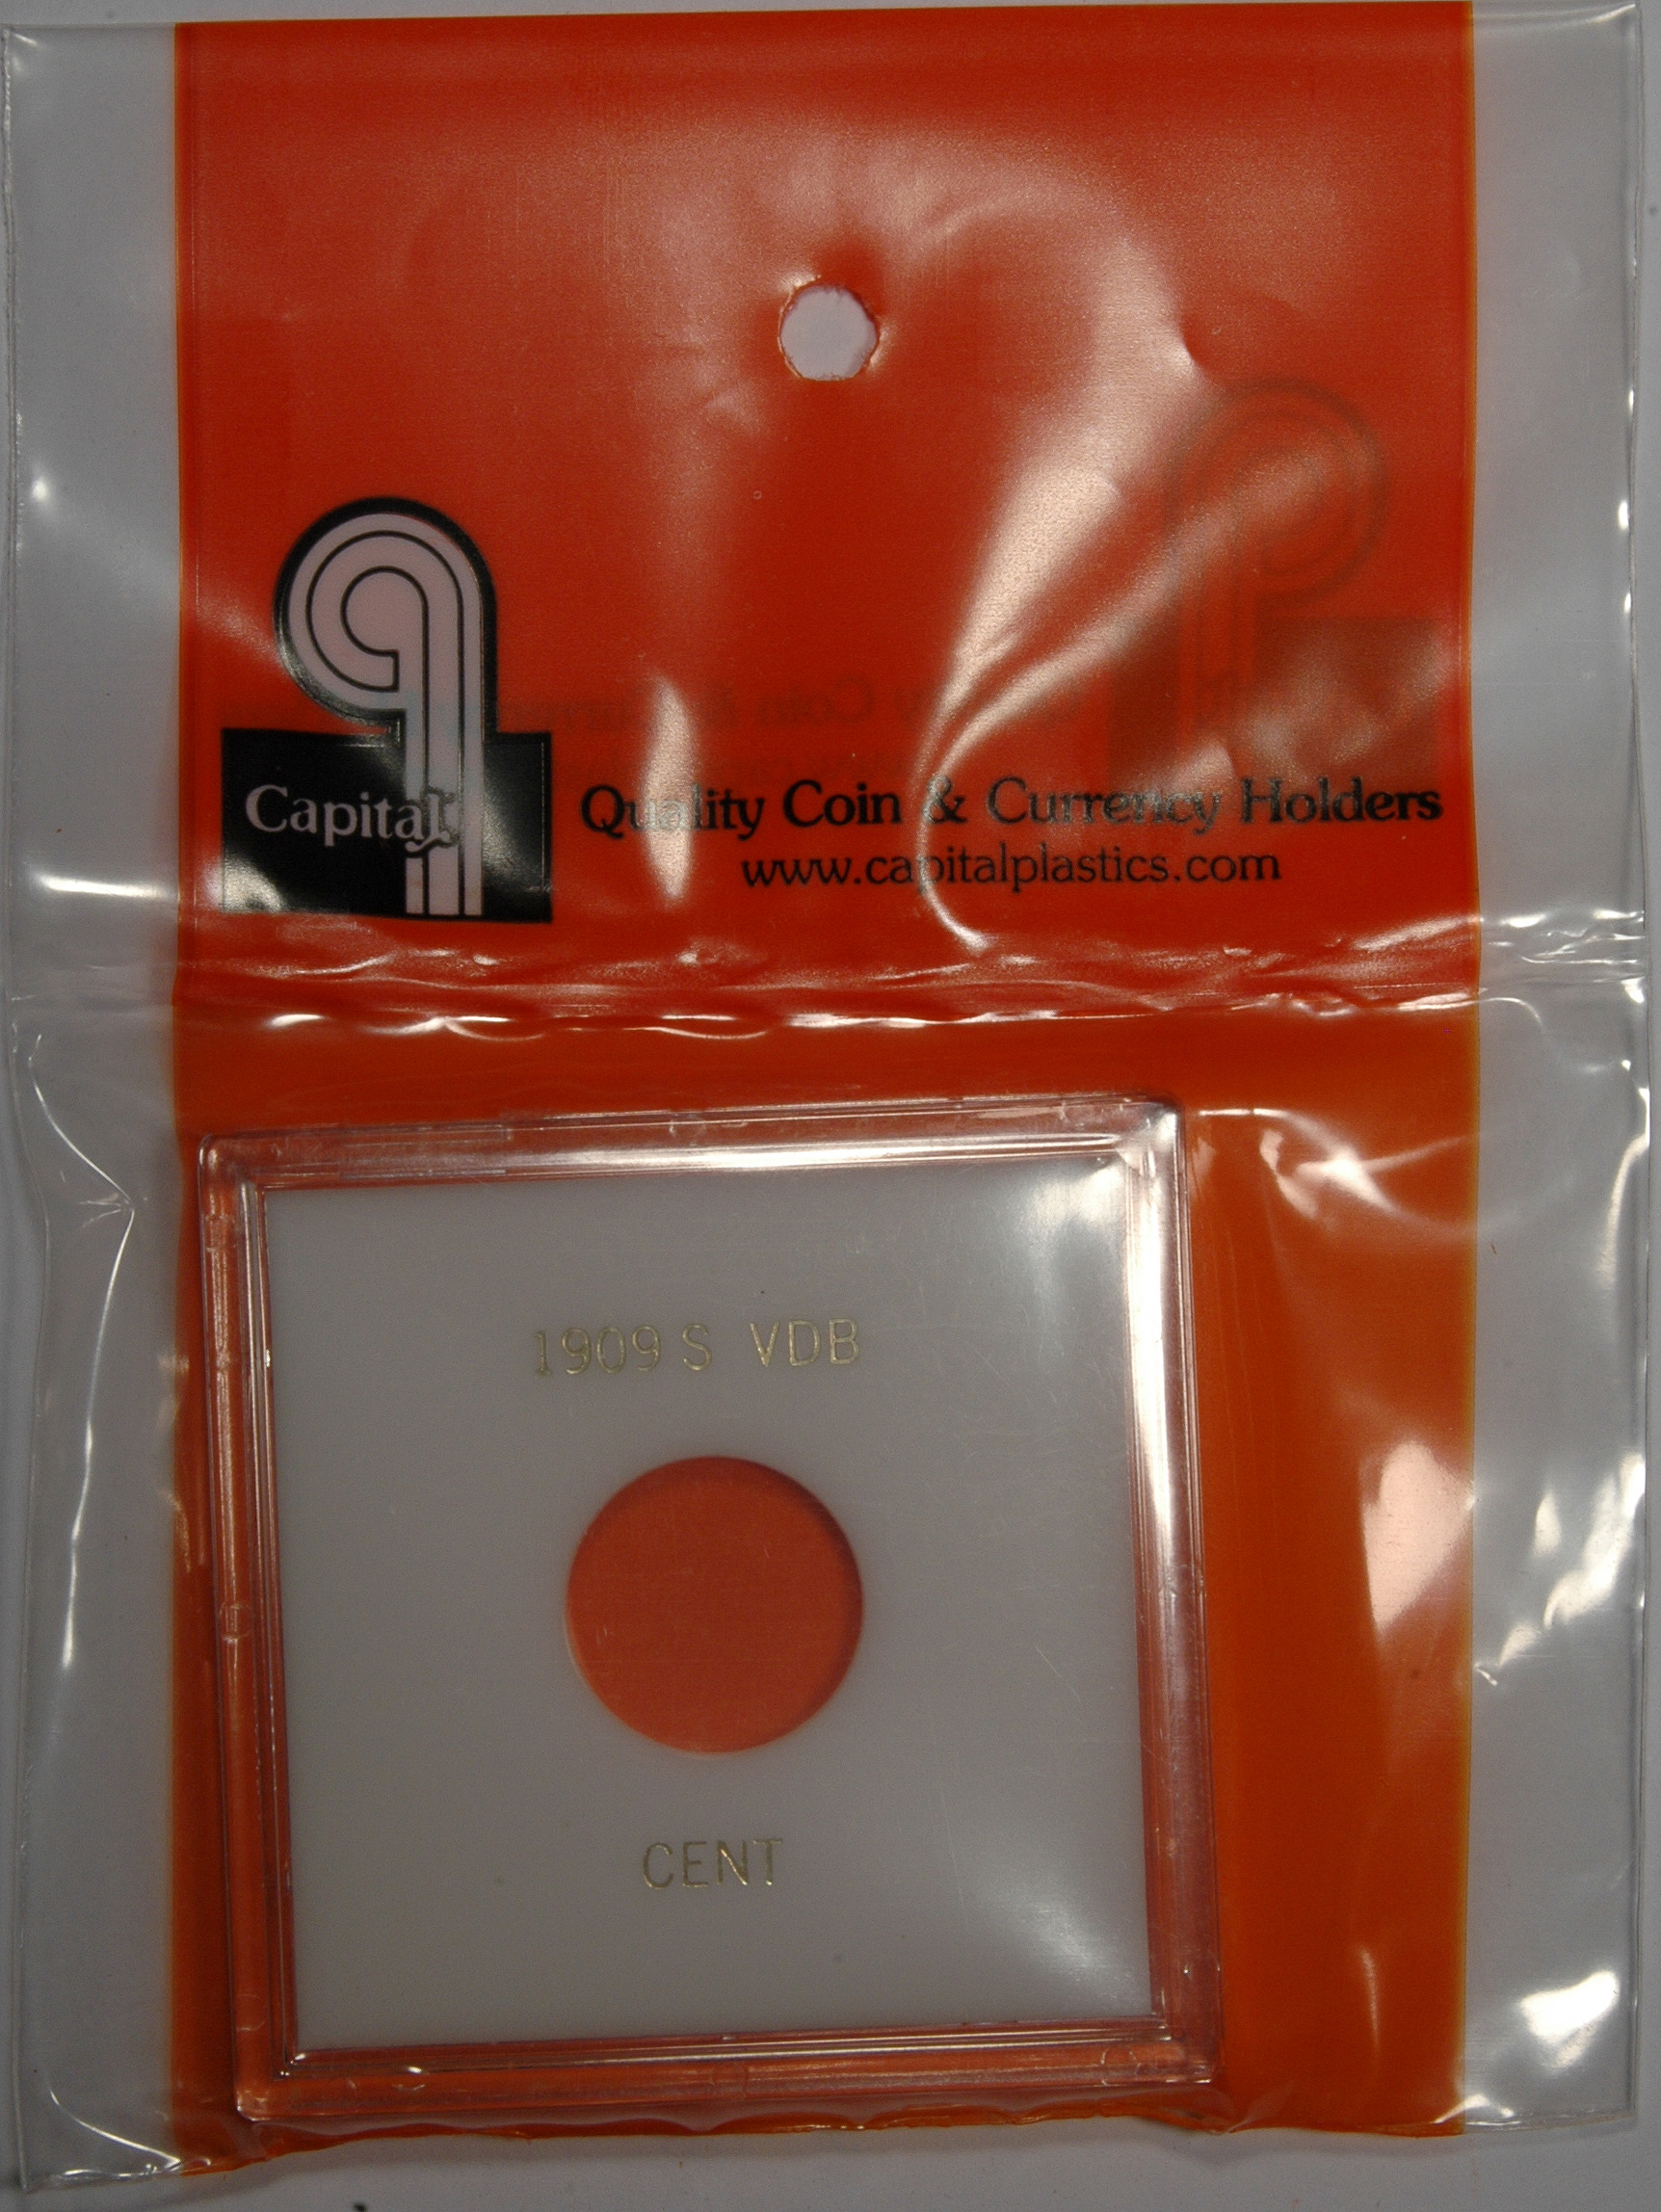 Capital
Quality Coin & Currency Holders
www.capitalplastics.com
1909 S VDB
CENT